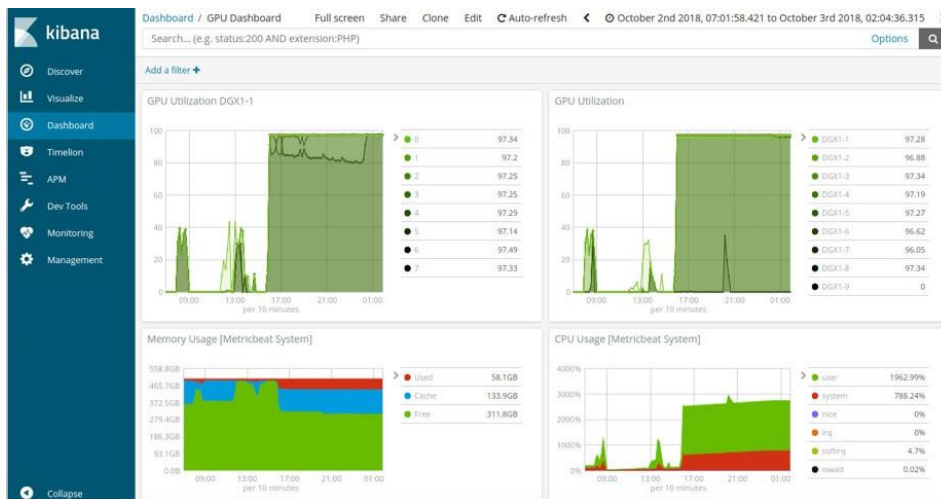 kibana
Discover
Visualize
Dashboard
Timelion
APM
Dev Tools
Monitoring
Management
Collapse
Dashboard / GPU Dashboard Full screen Share Clone Edit Auto-refresh October 2nd 2018, 07:01:58.421 to October 3rd 2018, 02:04:36.315
Search... (e.g. status:200 AND extension:PHP) Options
Add a filter +
GPU Utilization DGX1-1
100
80
60
40
20
0
09:00 13:00 17:00 21:00 01:00
per 10 minutes
0 97.34
1 97.2
2 97.25
3 97.25
4 97.29
5 97.14
6 97.49
7 97.33
GPU Utilization
100
80
60
40
20
0
09:00 13:00 17:00 21:00 01:00
per 10 minutes
DGX1-1 97.28
DGX1-2 96.88
DGX1-3 97.34
DGX1-4 97.19
DGX1-5 97.27
DGX1-6 96.62
DGX1-7 96.05
DGX1-8 97.34
DGX1-9 0
Memory Usage [Metricbeat System]
558.8GB
465.7GB
372.5GB
279.4GB
186.3GB
93.1GB
0.0B
09:00 13:00 17:00 21:00 01:00
per 10 minutes
Used 58.1GB
Cache 133.9GB
Free 311.8GB
CPU Usage [Metricbeat System]
4000%
3000%
2000%
1000%
0%
09:00 13:00 17:00 21:00 01:00
per 10 minutes
user 1962.99%
system 788.24%
nice 0%
irq 0%
softirq 4.7%
iowait 0.02%